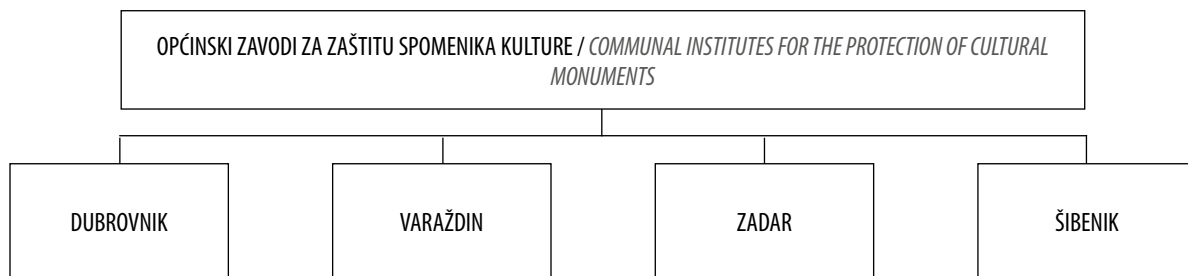 OPĆINSKI ZAVODI ZA ZAŠTITU SPOMENIKA KULTURE / COMMUNAL INSTITUTES FOR THE PROTECTION OF CULTURAL
MONUMENTS
DUBROVNIK
VARAŽDIN
ZADAR
ŠIBENIK